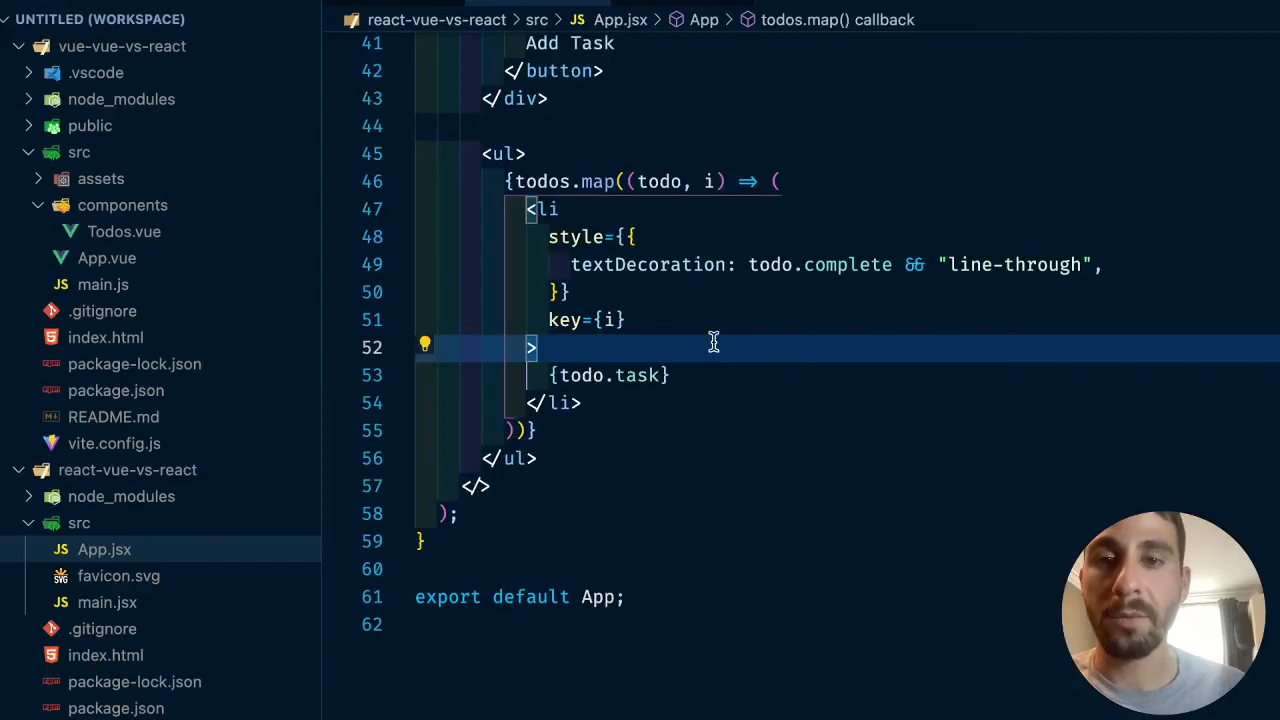 UNTITLED (WORKSPACE)
vue-vue-vs-react
.vscode
node_modules
public
src
assets
components
Todos.vue
App.vue
main.js
.gitignore
index.html
package-lock.json
package.json
README.md
vite.config.js
react-vue-vs-react
node_modules
src
App.jsx
favicon.svg
main.jsx
.gitignore
index.html
package-lock.json
package.json
react-vue-vs-react > src > JS App.jsx > App > todos.map() callback
41 Add Task
42 </button>
43 </div>
44
45 <ul>
46 {todos.map((todo, i) => (
47 <li
48 style={{
49 textDecoration: todo.complete && "line-through",
50 }}
51 key={i}
52 >
53 {todo.task}
54 </li>
55 ))}
56 </ul>
57 </>
58 );
59 }
60
61 export default App;
62